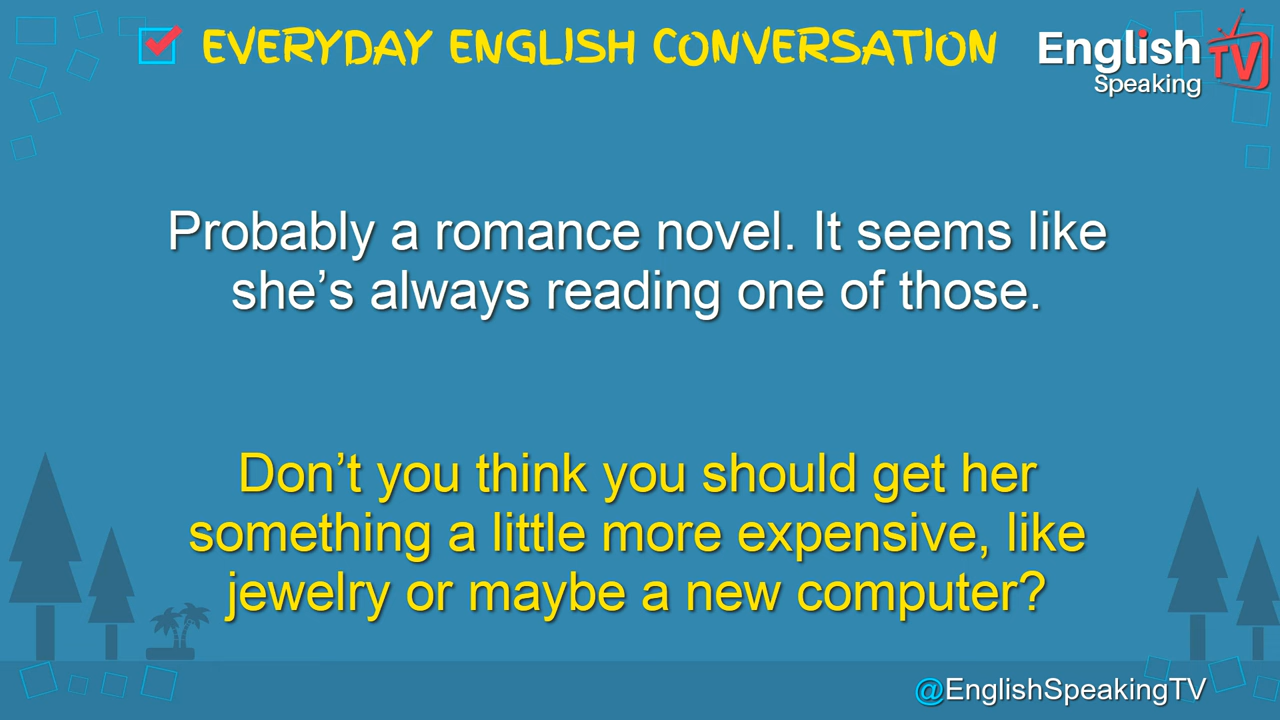 EVERYDAY ENGLISH CONVERSATION
English
Speaking
TV
Probably a romance novel. It seems like
she’s always reading one of those.
Don’t you think you should get her
something a little more expensive, like
jewelry or maybe a new computer?
@EnglishSpeakingTV